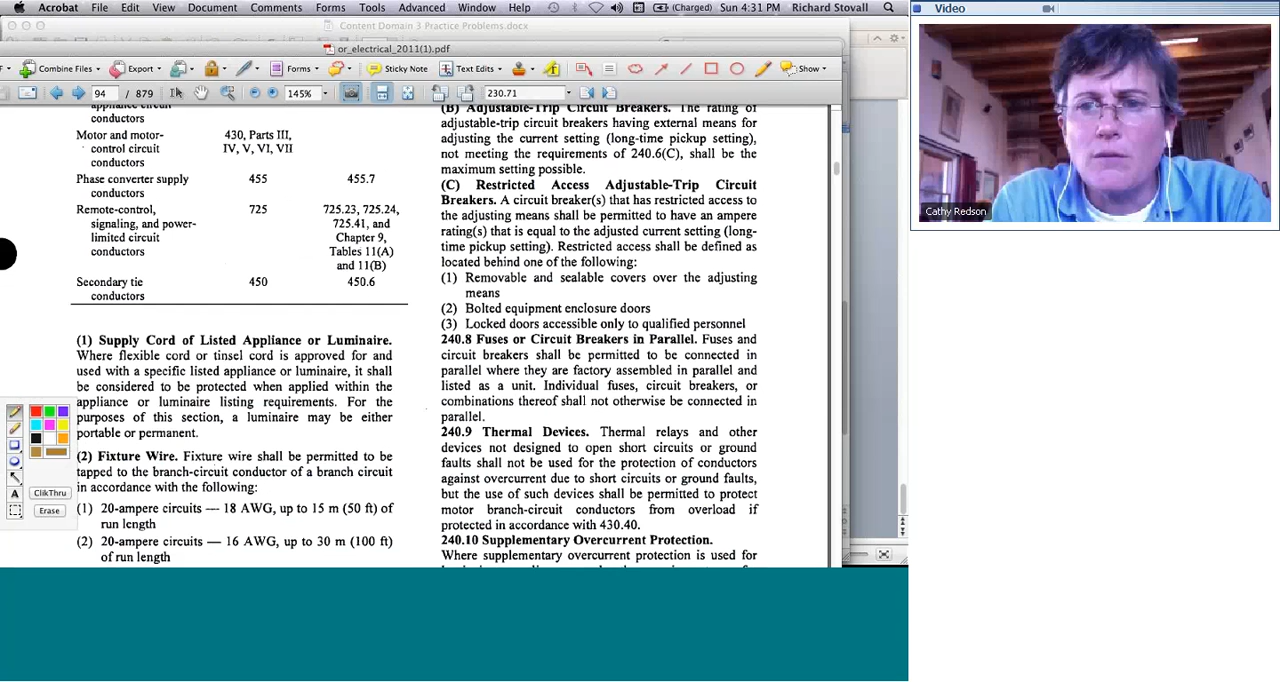 Acrobat File Edit View Document Comments Forms Tools Advanced Window Help (Charged) Sun 4:31 PM Richard Stovall
Video
Content Domain 3 Practice Problems.docx
or_electrical_2011(1).pdf
Combine Files Export Forms Sticky Note Text Edits Show
94 / 879 145% 230.71
appliance circuit
conductors
Motor and motor-
control circuit
conductors
430, Parts III,
IV, V, VI, VII
Phase converter supply
conductors
455
455.7
Remote-control,
signaling, and power-
limited circuit
conductors
725
725.23, 725.24,
725.41, and
Chapter 9,
Tables 11(A)
and 11(B)
Secondary tie
conductors
450
450.6
(1) Supply Cord of Listed Appliance or Luminaire.
Where flexible cord or tinsel cord is approved for and
used with a specific listed appliance or luminaire, it shall
be considered to be protected when applied within the
appliance or luminaire listing requirements. For the
purposes of this section, a luminaire may be either
portable or permanent.
(2) Fixture Wire. Fixture wire shall be permitted to be
tapped to the branch-circuit conductor of a branch circuit
in accordance with the following:
(1) 20-ampere circuits — 18 AWG, up to 15 m (50 ft) of
run length
(2) 20-ampere circuits — 16 AWG, up to 30 m (100 ft)
of run length
(B) Adjustable-Trip Circuit Breakers. The rating of
adjustable-trip circuit breakers having external means for
adjusting the current setting (long-time pickup setting),
not meeting the requirements of 240.6(C), shall be the
maximum setting possible.
(C) Restricted Access Adjustable-Trip Circuit
Breakers. A circuit breaker(s) that has restricted access to
the adjusting means shall be permitted to have an ampere
rating(s) that is equal to the adjusted current setting (long-
time pickup setting). Restricted access shall be defined as
located behind one of the following:
(1) Removable and sealable covers over the adjusting
means
(2) Bolted equipment enclosure doors
(3) Locked doors accessible only to qualified personnel
240.8 Fuses or Circuit Breakers in Parallel. Fuses and
circuit breakers shall be permitted to be connected in
parallel where they are factory assembled in parallel and
listed as a unit. Individual fuses, circuit breakers, or
combinations thereof shall not otherwise be connected in
parallel.
240.9 Thermal Devices. Thermal relays and other
devices not designed to open short circuits or ground
faults shall not be used for the protection of conductors
against overcurrent due to short circuits or ground faults,
but the use of such devices shall be permitted to protect
motor branch-circuit conductors from overload if
protected in accordance with 430.40.
240.10 Supplementary Overcurrent Protection.
Where supplementary overcurrent protection is used for
A
ClikThru
Erase
Cathy Redson